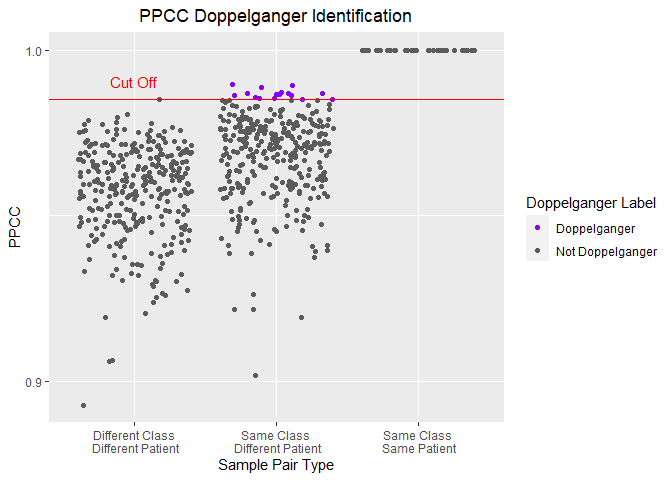 PPCC Doppelganger Identification
1.0
Cut Off
PPCC
0.9
Different Class
Different Patient
Same Class
Different Patient
Same Class
Same Patient
Sample Pair Type
Doppelganger Label
Doppelganger
Not Doppelganger